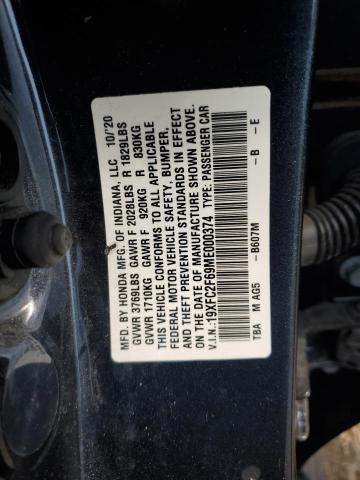 MFD. BY HONDA MFG. OF INDIANA, LLC 10/'20
GVWR 3769LBS GAWR F 2028LBS R 1829LBS
GVWR 1710KG GAWR F 920KG R 830KG
THIS VEHICLE CONFORMS TO ALL APPLICABLE
FEDERAL MOTOR VEHICLE SAFETY, BUMPER,
AND THEFT PREVENTION STANDARDS IN EFFECT
ON THE DATE OF MANUFACTURE SHOWN ABOVE.
V.I.N.:19XFC2F69ME000374 TYPE: PASSENGER CAR
TBA M AG5 - B607M - B - E